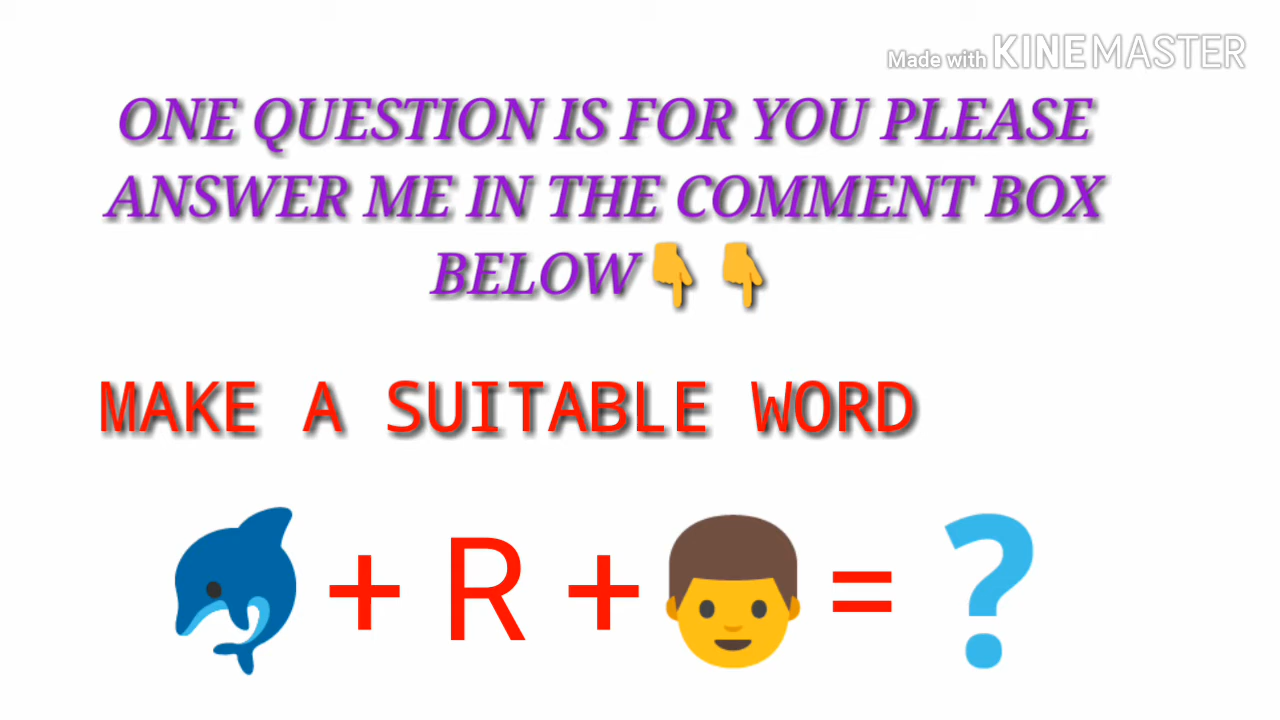 Made with KINEMASTER
ONE QUESTION IS FOR YOU PLEASE
ANSWER ME IN THE COMMENT BOX
BELOW👇👇
MAKE A SUITABLE WORD
🐬+R+👨=?